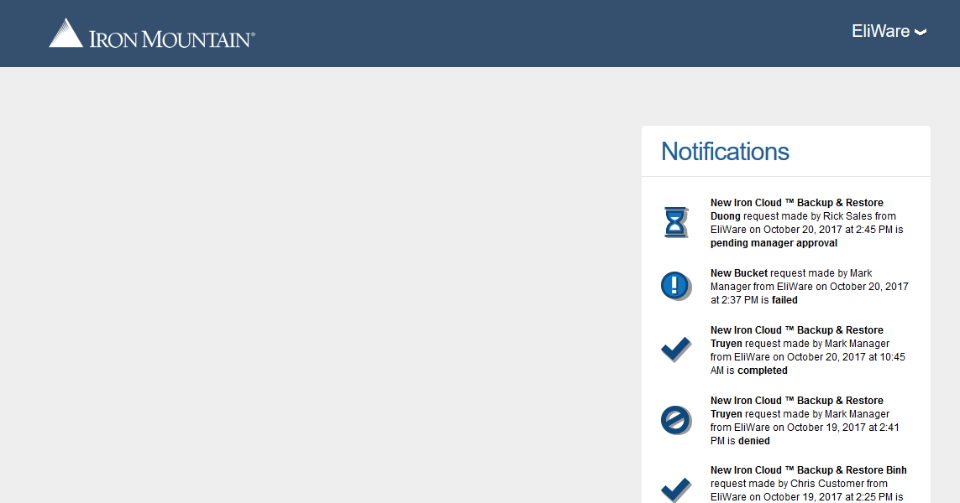 IRON MOUNTAIN®
EliWare
Notifications
New Iron Cloud ™ Backup & Restore
Duong request made by Rick Sales from
EliWare on October 20, 2017 at 2:45 PM is
pending manager approval
New Bucket request made by Mark
Manager from EliWare on October 20, 2017
at 2:37 PM is failed
New Iron Cloud ™ Backup & Restore
Truyen request made by Mark Manager
from EliWare on October 20, 2017 at 10:45
AM is completed
New Iron Cloud ™ Backup & Restore
Truyen request made by Mark Manager
from EliWare on October 19, 2017 at 2:41
PM is denied
New Iron Cloud ™ Backup & Restore Binh
request made by Chris Customer from
EliWare on October 19, 2017 at 2:25 PM is